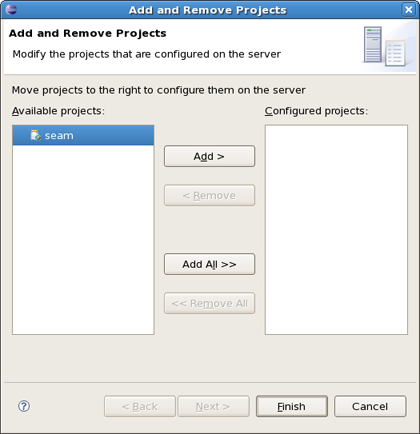 Add and Remove Projects
Add and Remove Projects
Modify the projects that are configured on the server
Move projects to the right to configure them on the server
Available projects:
Configured projects:
seam
Add >
< Remove
Add All >>
<< Remove All
?
< Back
Next >
Finish
Cancel